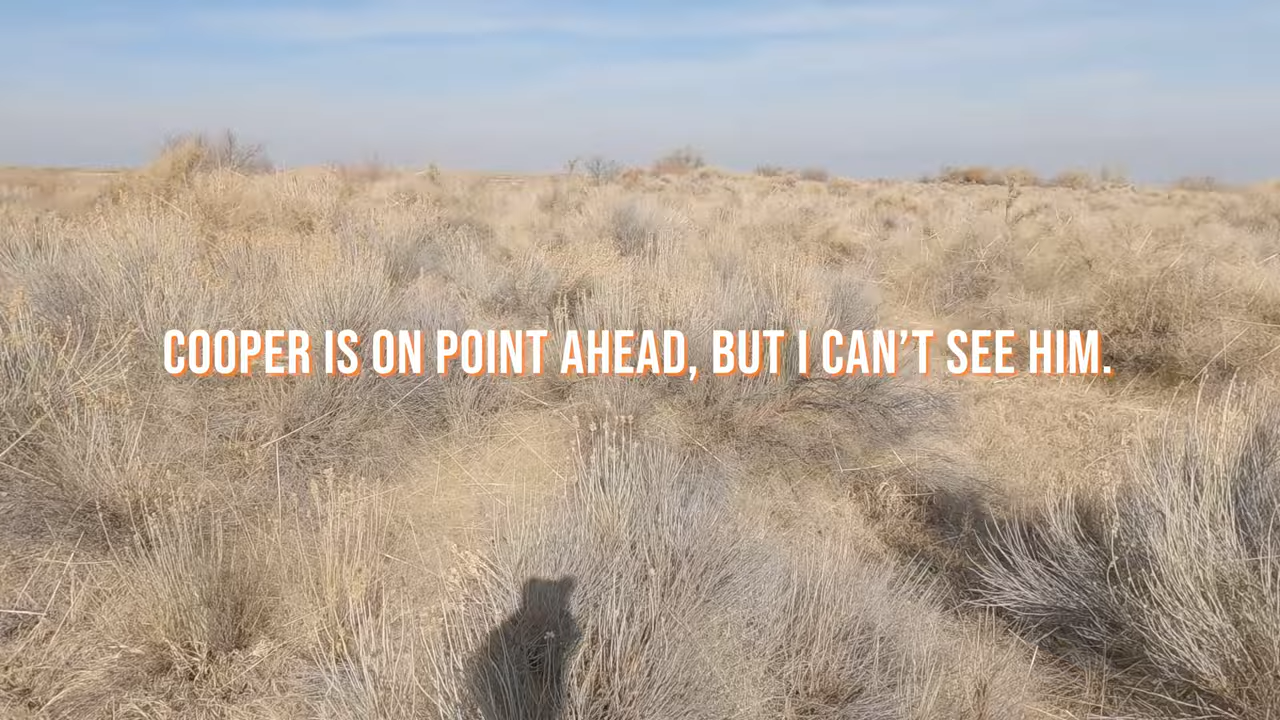 COOPER IS ON POINT AHEAD, BUT I CAN’T SEE HIM.